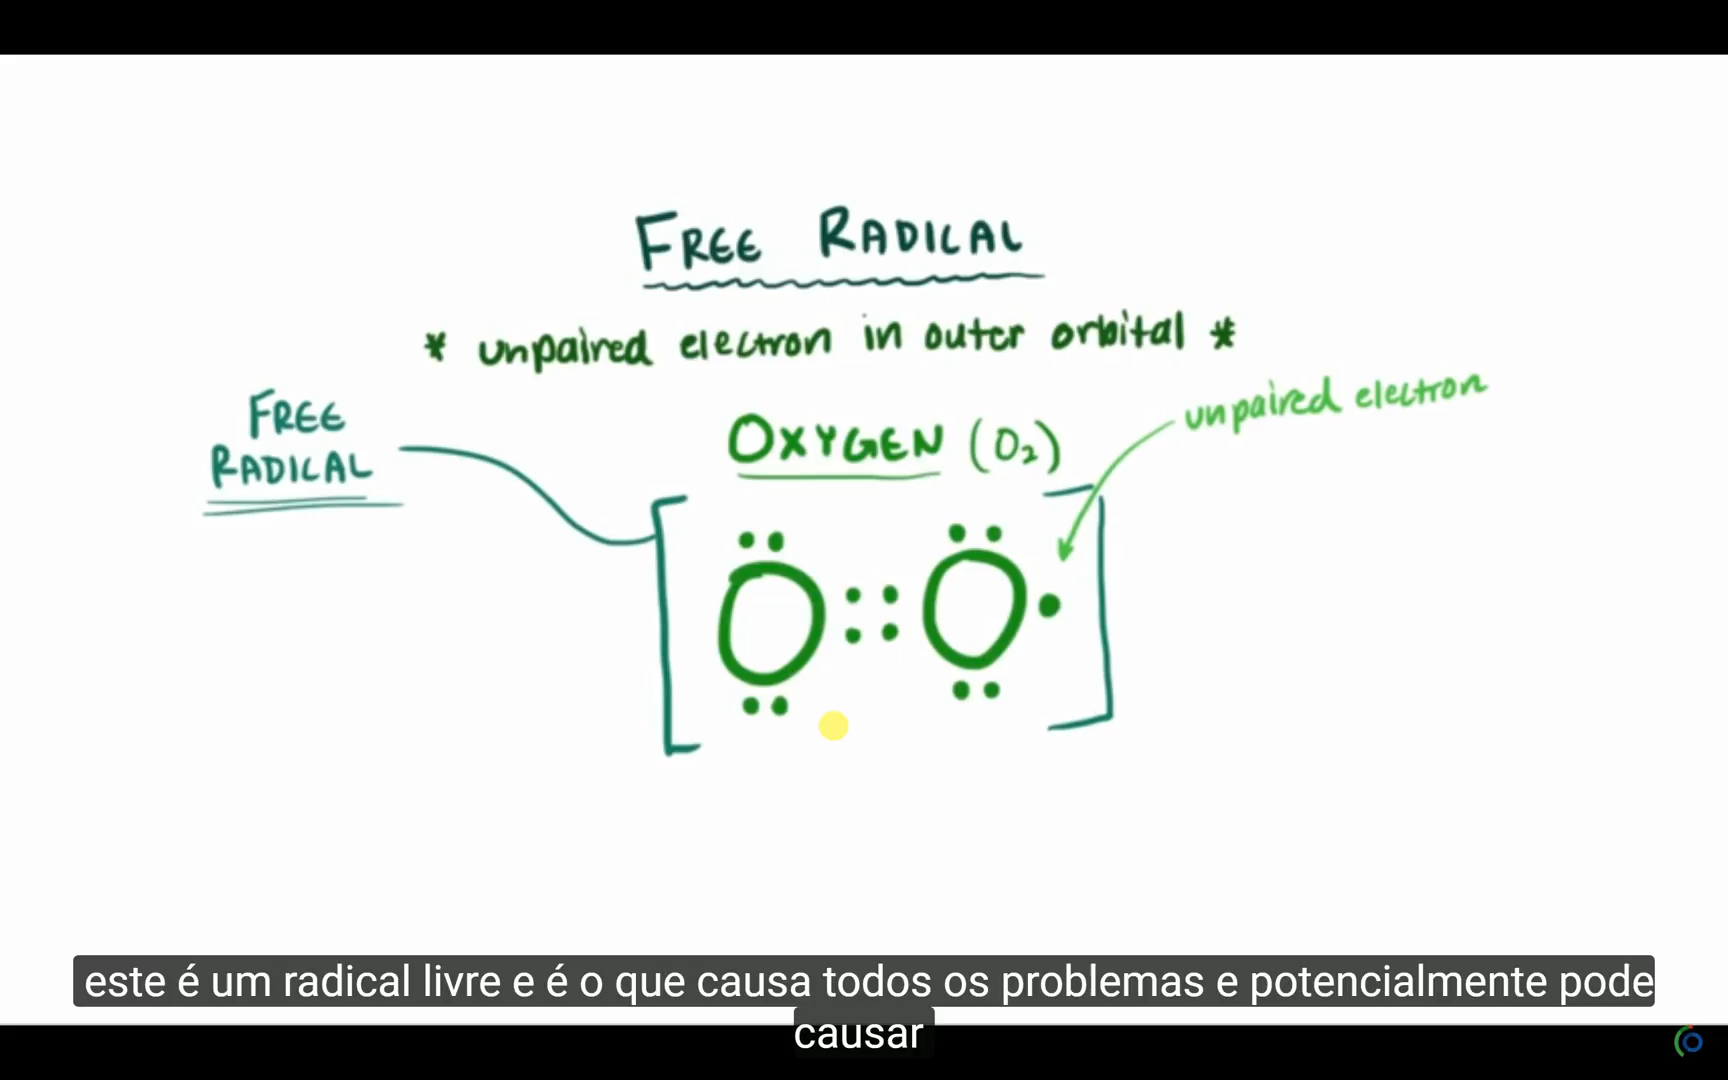 FREE RADICAL
* unpaired electron in outer orbital *
FREE
RADICAL
OXYGEN (O₂)
unpaired electron
O :: O •
este é um radical livre e é o que causa todos os problemas e potencialmente pode
causar